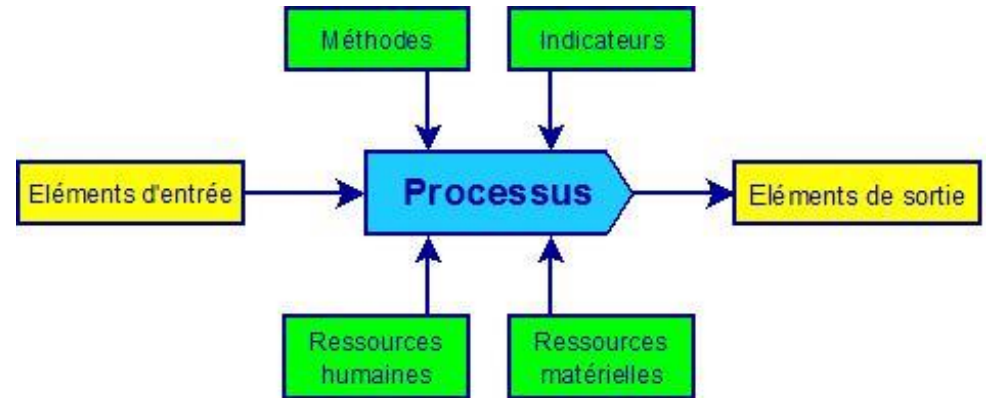 Méthodes
Indicateurs
Eléments d'entrée
Processus
Eléments de sortie
Ressources
humaines
Ressources
matérielles